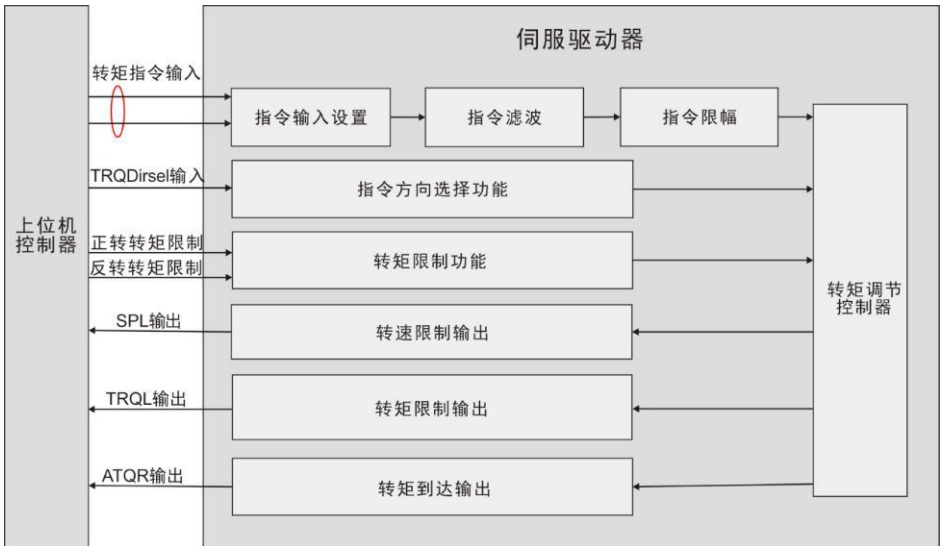 伺服驱动器
转矩指令输入
指令输入设置
指令滤波
指令限幅
TRQDirsel输入
指令方向选择功能
上位机
控制器
正转转矩限制
反转转矩限制
转矩限制功能
转矩调节
控制器
SPL输出
转速限制输出
TRQL输出
转矩限制输出
ATQR输出
转矩到达输出